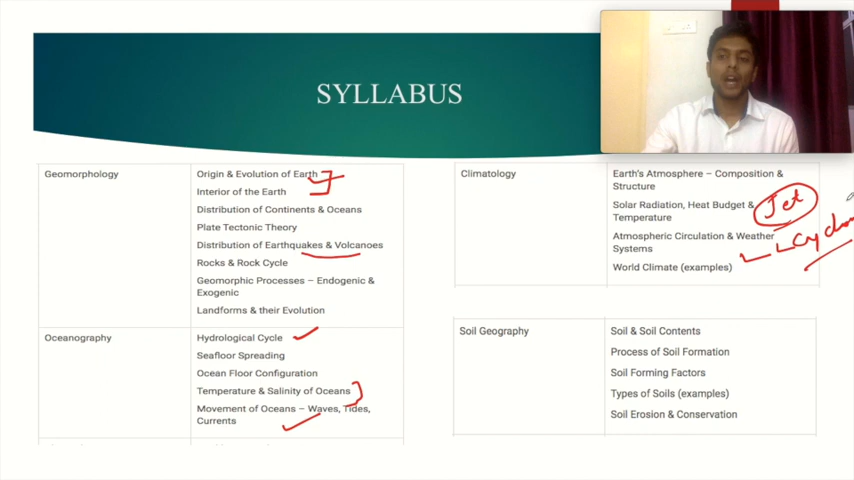 SYLLABUS
Geomorphology
Origin & Evolution of Earth
Interior of the Earth
Distribution of Continents & Oceans
Plate Tectonic Theory
Distribution of Earthquakes & Volcanoes
Rocks & Rock Cycle
Geomorphic Processes – Endogenic &
Exogenic
Landforms & their Evolution
Oceanography
Hydrological Cycle
Seafloor Spreading
Ocean Floor Configuration
Temperature & Salinity of Oceans
Movement of Oceans – Waves, Tides,
Currents
Climatology
Earth's Atmosphere – Composition &
Structure
Solar Radiation, Heat Budget &
Temperature
Jet
Atmospheric Circulation & Weather
Systems
World Climate (examples)
Soil Geography
Soil & Soil Contents
Process of Soil Formation
Soil Forming Factors
Types of Soils (examples)
Soil Erosion & Conservation